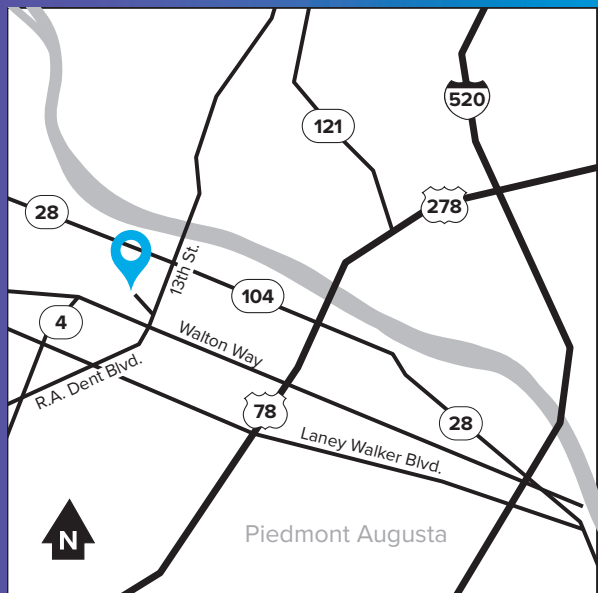 520
121
278
28
13th St.
104
4
Walton Way
R.A. Dent Blvd.
78
28
Laney Walker Blvd.
N
Piedmont Augusta